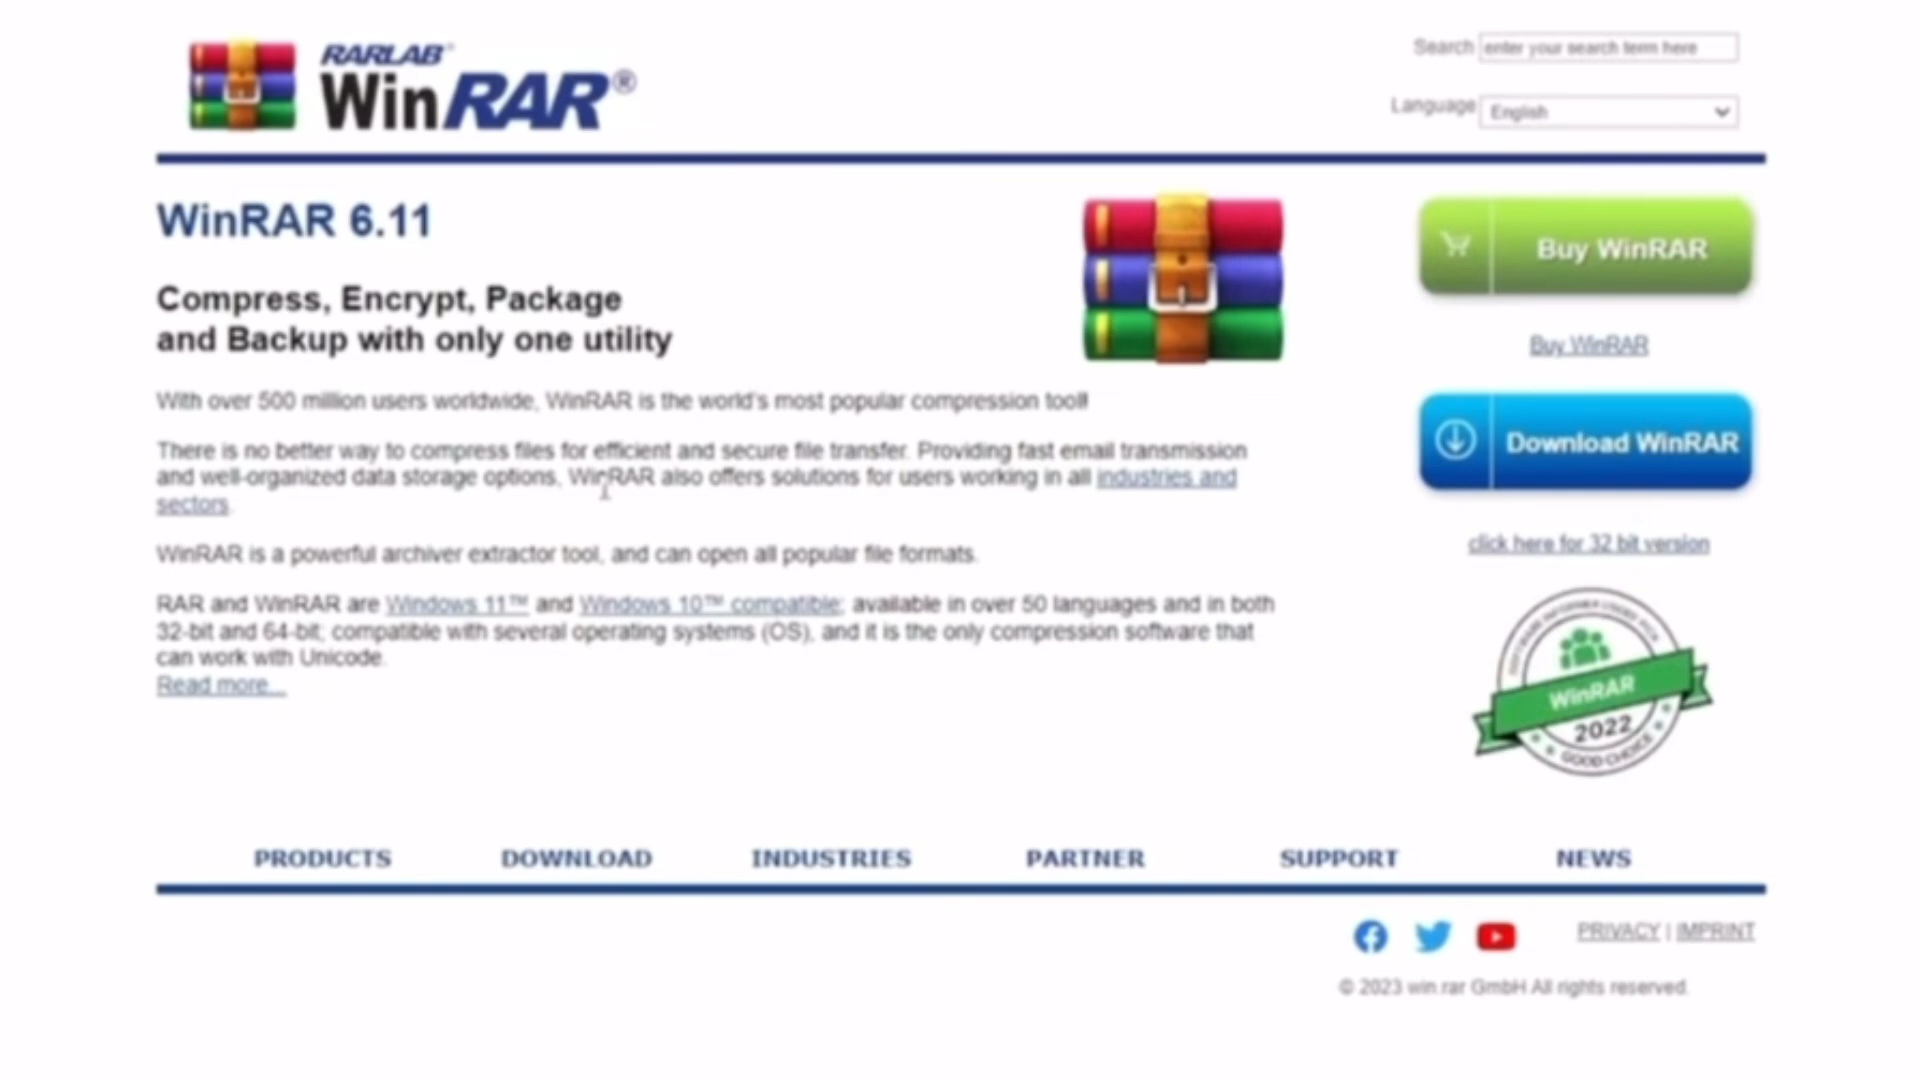 RARLAB®
WinRAR®
Search enter your search term here
Language English
WinRAR 6.11
Compress, Encrypt, Package
and Backup with only one utility
With over 500 million users worldwide, WinRAR is the world's most popular compression tool!
There is no better way to compress files for efficient and secure file transfer. Providing fast email transmission
and well-organized data storage options, WinRAR also offers solutions for users working in all industries and
sectors.
WinRAR is a powerful archiver extractor tool, and can open all popular file formats.
RAR and WinRAR are Windows 11™ and Windows 10™ compatible; available in over 50 languages and in both
32-bit and 64-bit; compatible with several operating systems (OS), and it is the only compression software that
can work with Unicode.
Read more...
Buy WinRAR
Buy WinRAR
Download WinRAR
click here for 32 bit version
WinRAR
2022
GOOD CHOICE
PRODUCTS DOWNLOAD INDUSTRIES PARTNER SUPPORT NEWS
PRIVACY | IMPRINT
© 2023 win.rar GmbH All rights reserved.